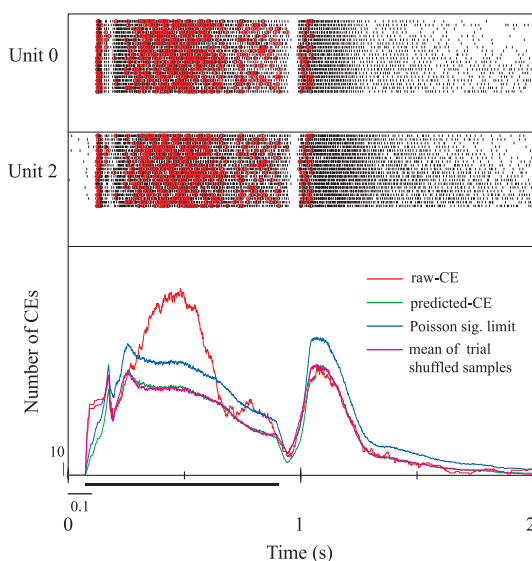 Unit 0
Unit 2
Number of CEs
raw-CE
predicted-CE
Poisson sig. limit
mean of trial
shuffled samples
10
0.1
0
1
2
Time (s)